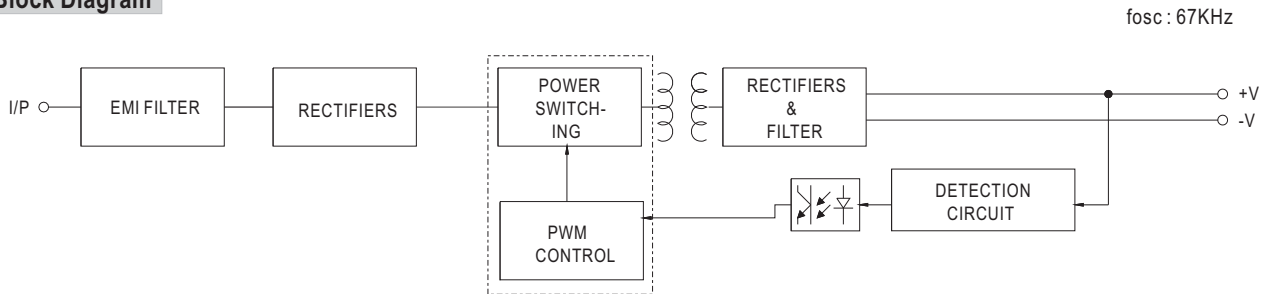 Block Diagram
fosc : 67KHz
I/P
EMI FILTER
RECTIFIERS
POWER
SWITCH-
ING
RECTIFIERS
&
FILTER
+V
-V
DETECTION
CIRCUIT
PWM
CONTROL